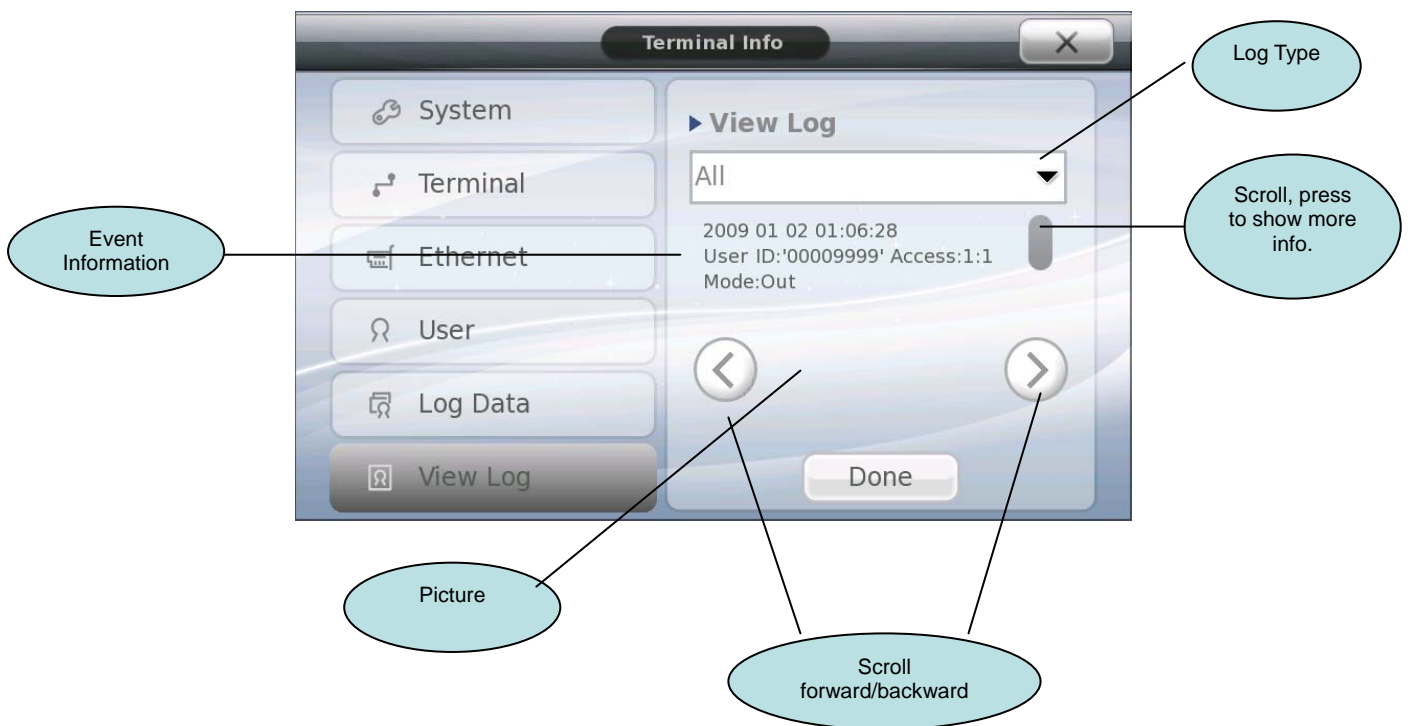 Terminal Info
Log Type
System
View Log
All
Terminal
Scroll, press
to show more
info.
2009 01 02 01:06:28
User ID:'00009999' Access:1:1
Mode:Out
Event
Information
Ethernet
User
Log Data
View Log
Done
Picture
Scroll
forward/backward